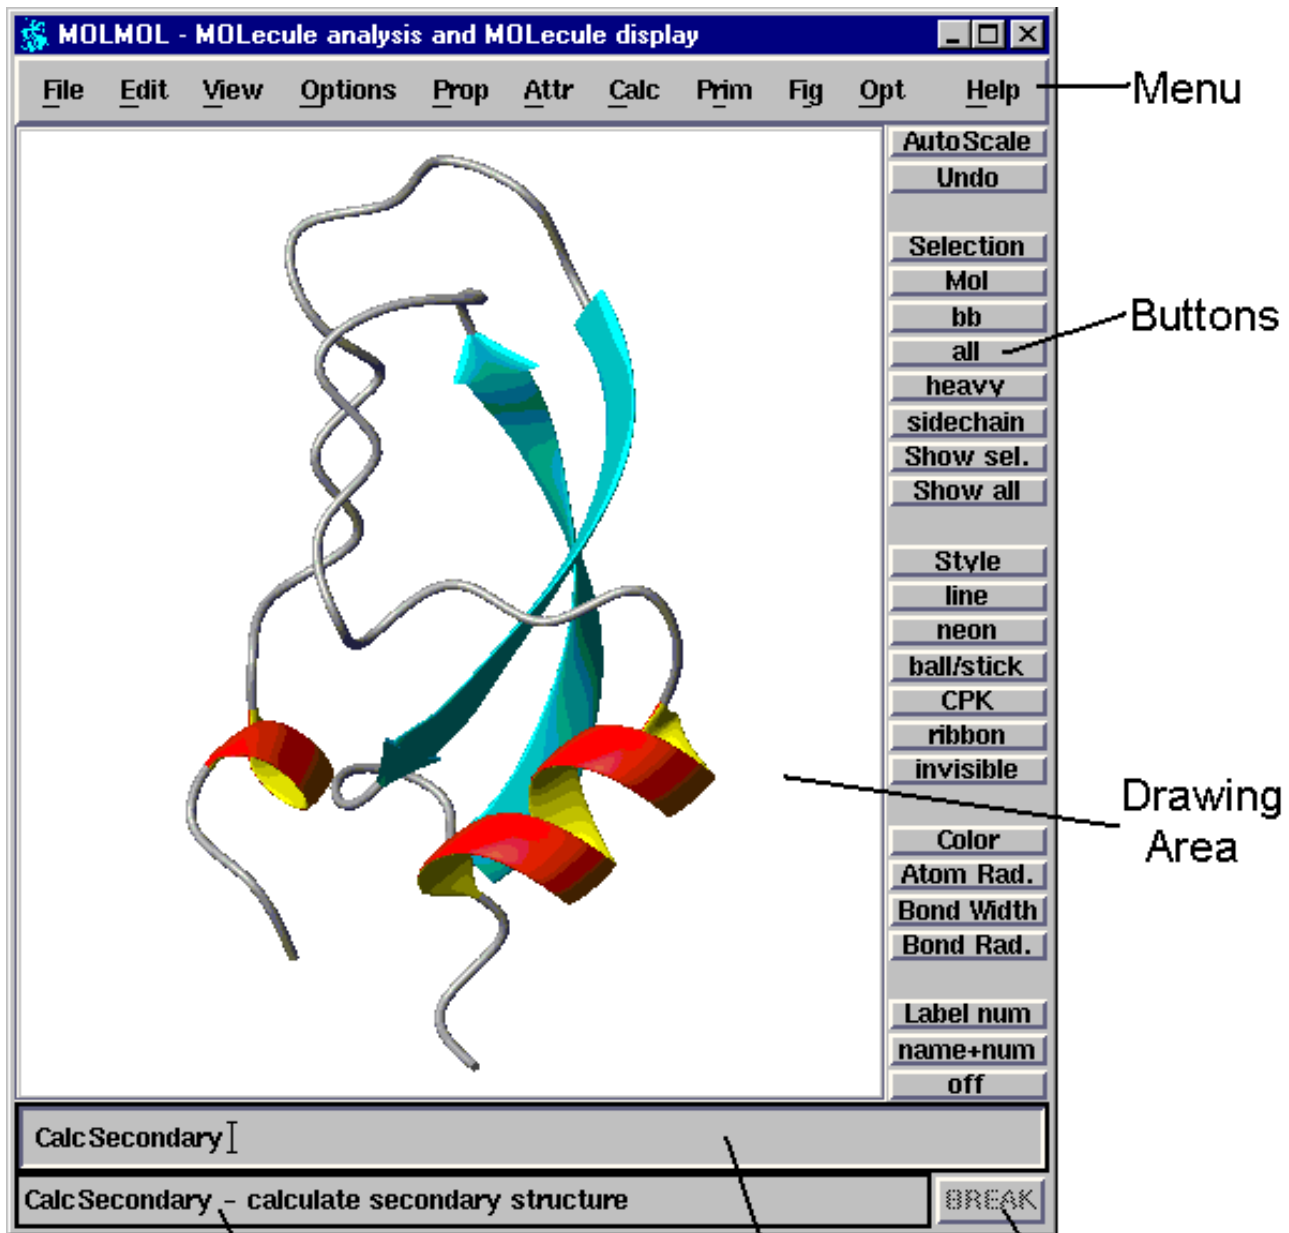 MOLMOL - MOLecule analysis and MOLecule display
File Edit View Options Prop Attr Calc Prim Fig Opt Help
Menu
AutoScale
Undo
Selection
Mol
bb
Buttons
all
heavy
sidechain
Show sel.
Show all
Style
line
neon
ball/stick
CPK
ribbon
invisible
Drawing
Area
Color
Atom Rad.
Bond Width
Bond Rad.
Label num
name+num
off
CalcSecondary
CalcSecondary - calculate secondary structure
BREAK